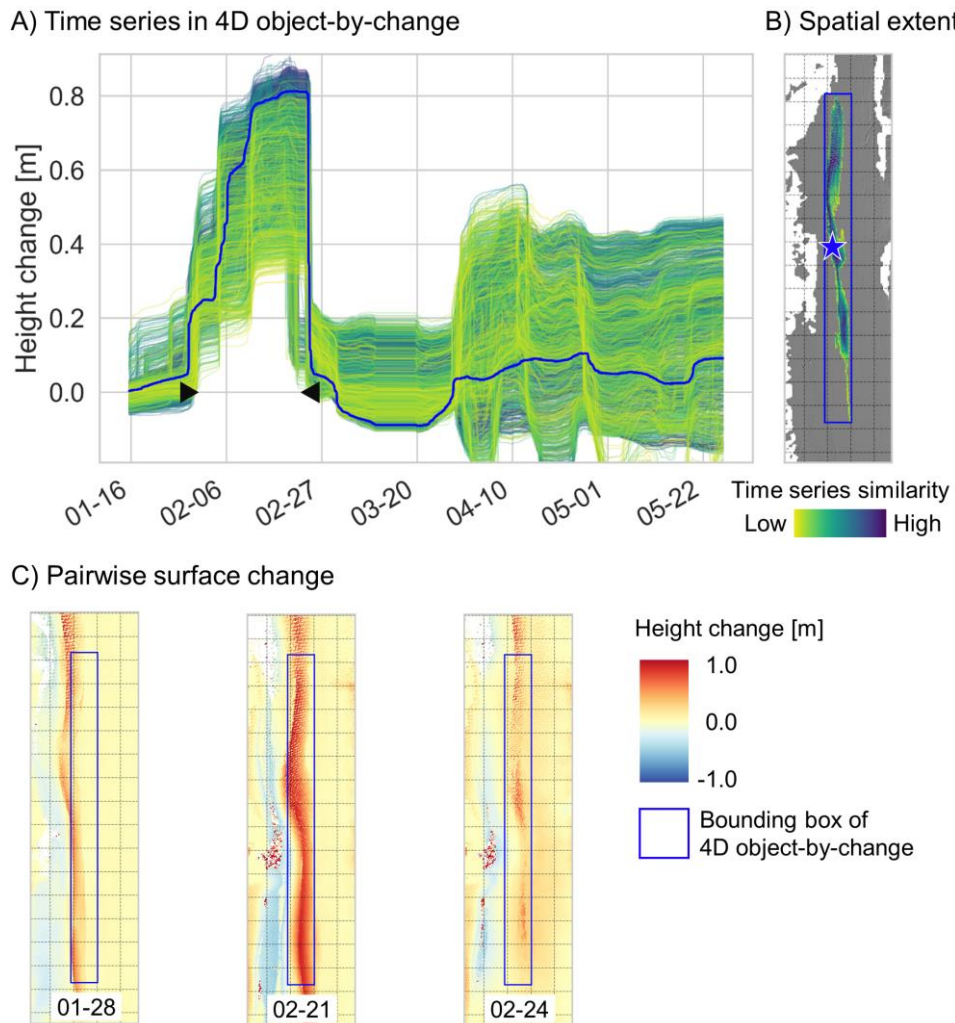 A) Time series in 4D object-by-change
B) Spatial extent
Height change [m]
0.8
0.6
0.4
0.2
0.0
01-16
02-06
02-27
03-20
04-10
05-01
05-22
Time series similarity
Low
High
C) Pairwise surface change
01-28
02-21
02-24
Height change [m]
1.0
0.0
-1.0
Bounding box of
4D object-by-change